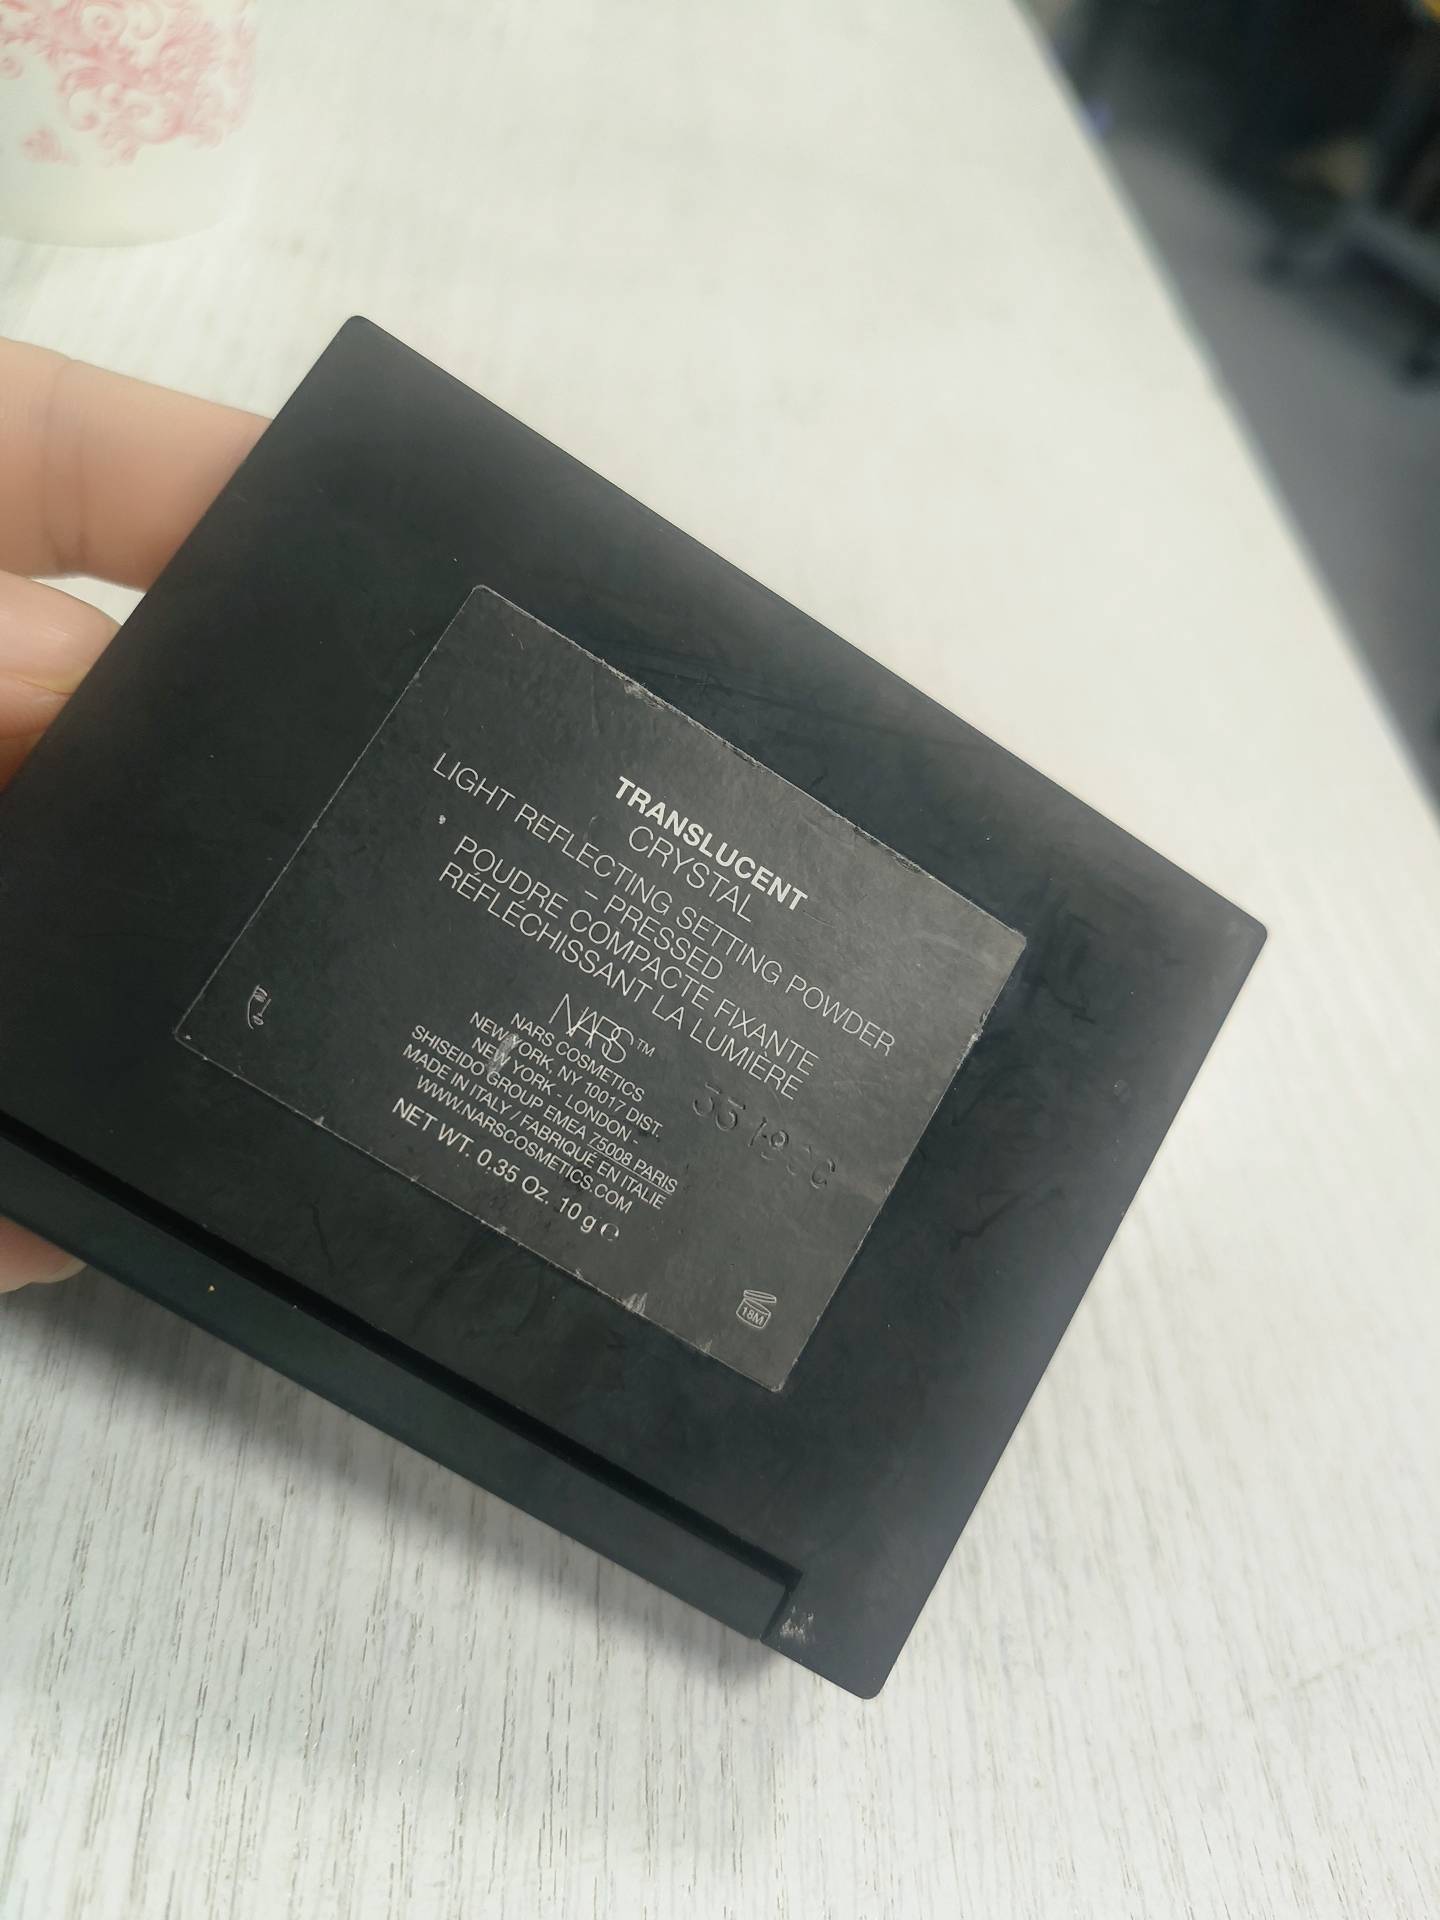 TRANSLUCENT
CRYSTAL
LIGHT REFLECTING SETTING POWDER
– PRESSED
POUDRE COMPACTE FIXANTE
RÉFLÉCHISSANT LA LUMIÈRE
NARS™
NARS COSMETICS
NEW YORK, NY 10017 DIST.
NEW YORK - LONDON -
SHISEIDO GROUP EMEA 75008 PARIS
MADE IN ITALY / FABRIQUÉ EN ITALIE
WWW.NARSCOSMETICS.COM
NET WT. 0.35 Oz. 10 g ℮
18M